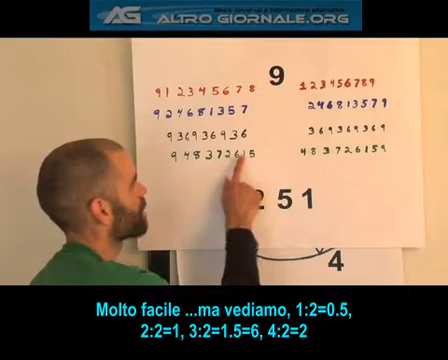 AG ALTRO GIORNALE.ORG
9
9 1 2 3 4 5 6 7 8
1 2 3 4 5 6 7 8 9
9 2 4 6 8 1 3 5 7
2 4 6 8 1 3 5 7 9
9 3 6 9 3 6 9 3 6
3 6 9 3 6 9 3 6 9
9 4 8 3 7 2 6 1 5
4 8 3 7 2 6 1 5 9
2 5 1
4
Molto facile ...ma vediamo, 1:2=0.5,
2:2=1, 3:2=1.5=6, 4:2=2